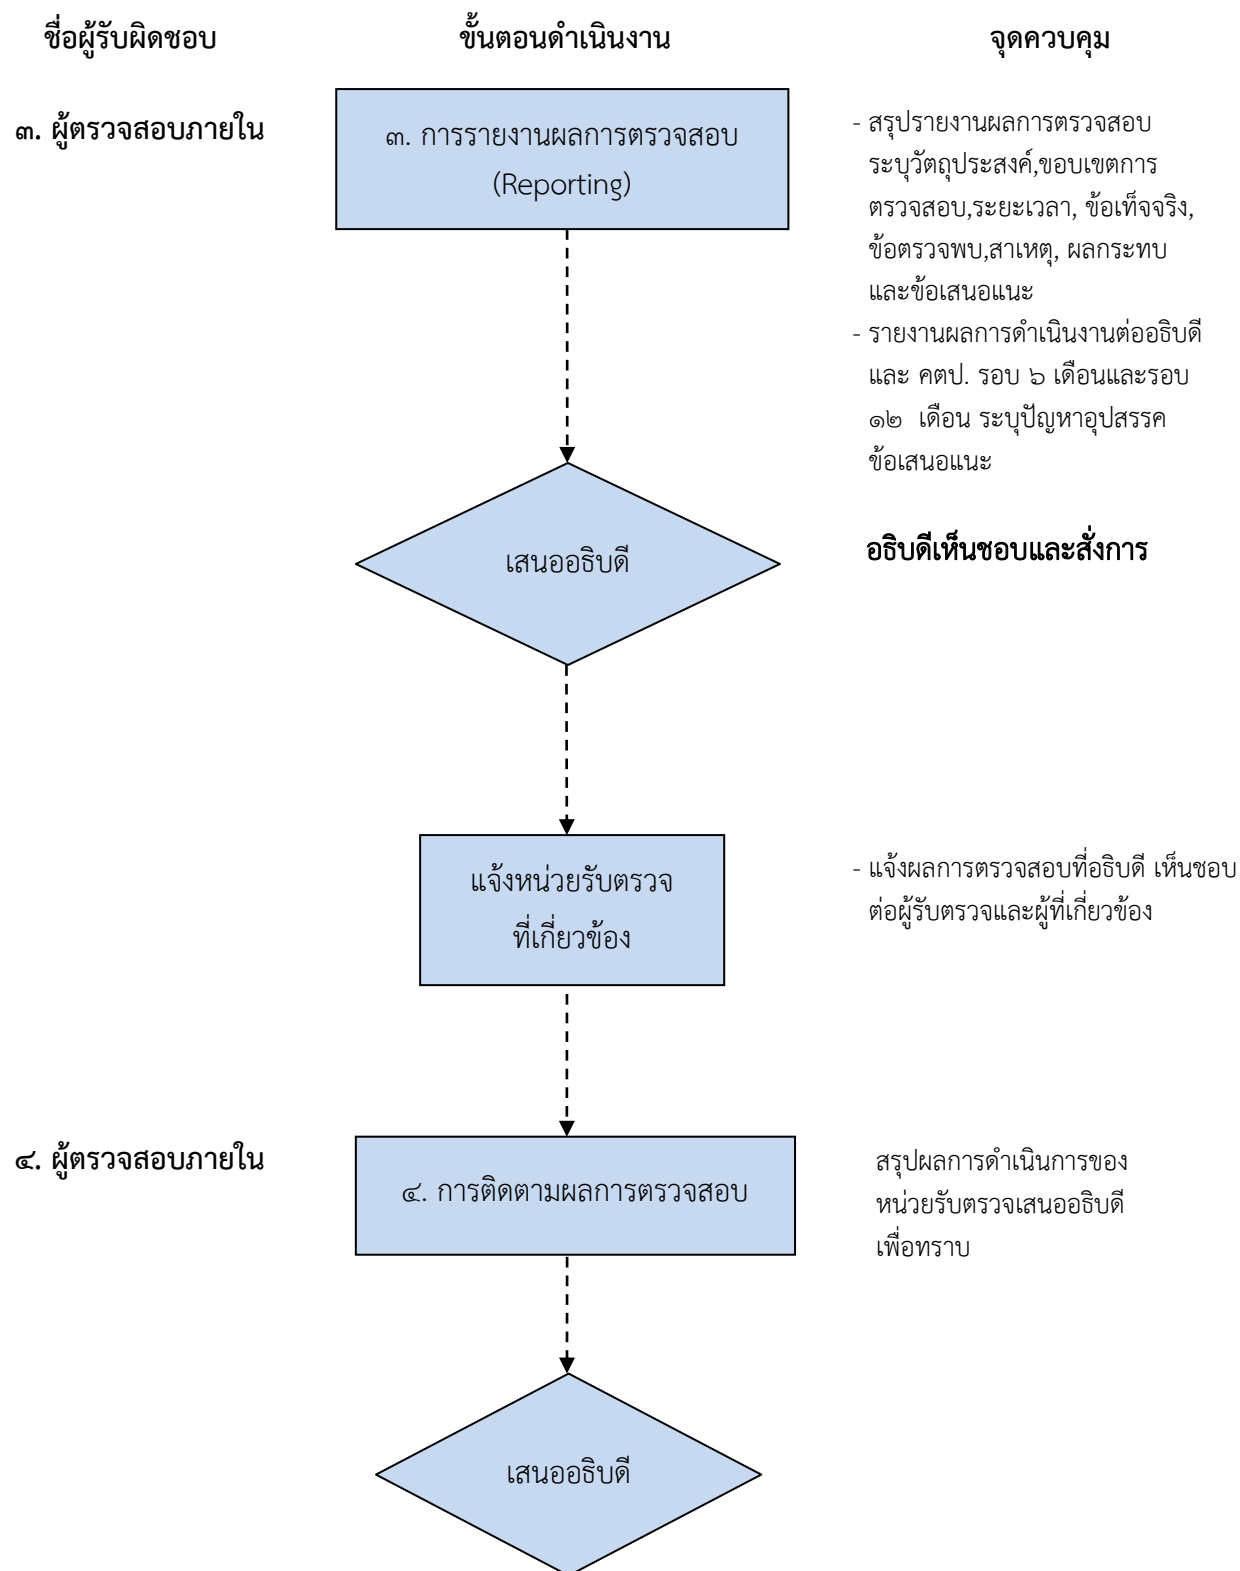 ชื่อผู้รับผิดชอบ
ขั้นตอนดำเนินงาน
จุดควบคุม
๓. ผู้ตรวจสอบภายใน
๓. การรายงานผลการตรวจสอบ
(Reporting)
- สรุปรายงานผลการตรวจสอบ
ระบุวัตถุประสงค์,ขอบเขตการ
ตรวจสอบ,ระยะเวลา, ข้อเท็จจริง,
ข้อตรวจพบ,สาเหตุ, ผลกระทบ
และข้อเสนอแนะ
- รายงานผลการดำเนินงานต่ออธิบดี
และ คตป. รอบ ๖ เดือนและรอบ
๑๒ เดือน ระบุปัญหาอุปสรรค
ข้อเสนอแนะ
เสนออธิบดี
อธิบดีเห็นชอบและสั่งการ
แจ้งหน่วยรับตรวจ
ที่เกี่ยวข้อง
- แจ้งผลการตรวจสอบที่อธิบดี เห็นชอบ
ต่อผู้รับตรวจและผู้ที่เกี่ยวข้อง
๔. ผู้ตรวจสอบภายใน
๔. การติดตามผลการตรวจสอบ
สรุปผลการดำเนินการของ
หน่วยรับตรวจเสนออธิบดี
เพื่อทราบ
เสนออธิบดี